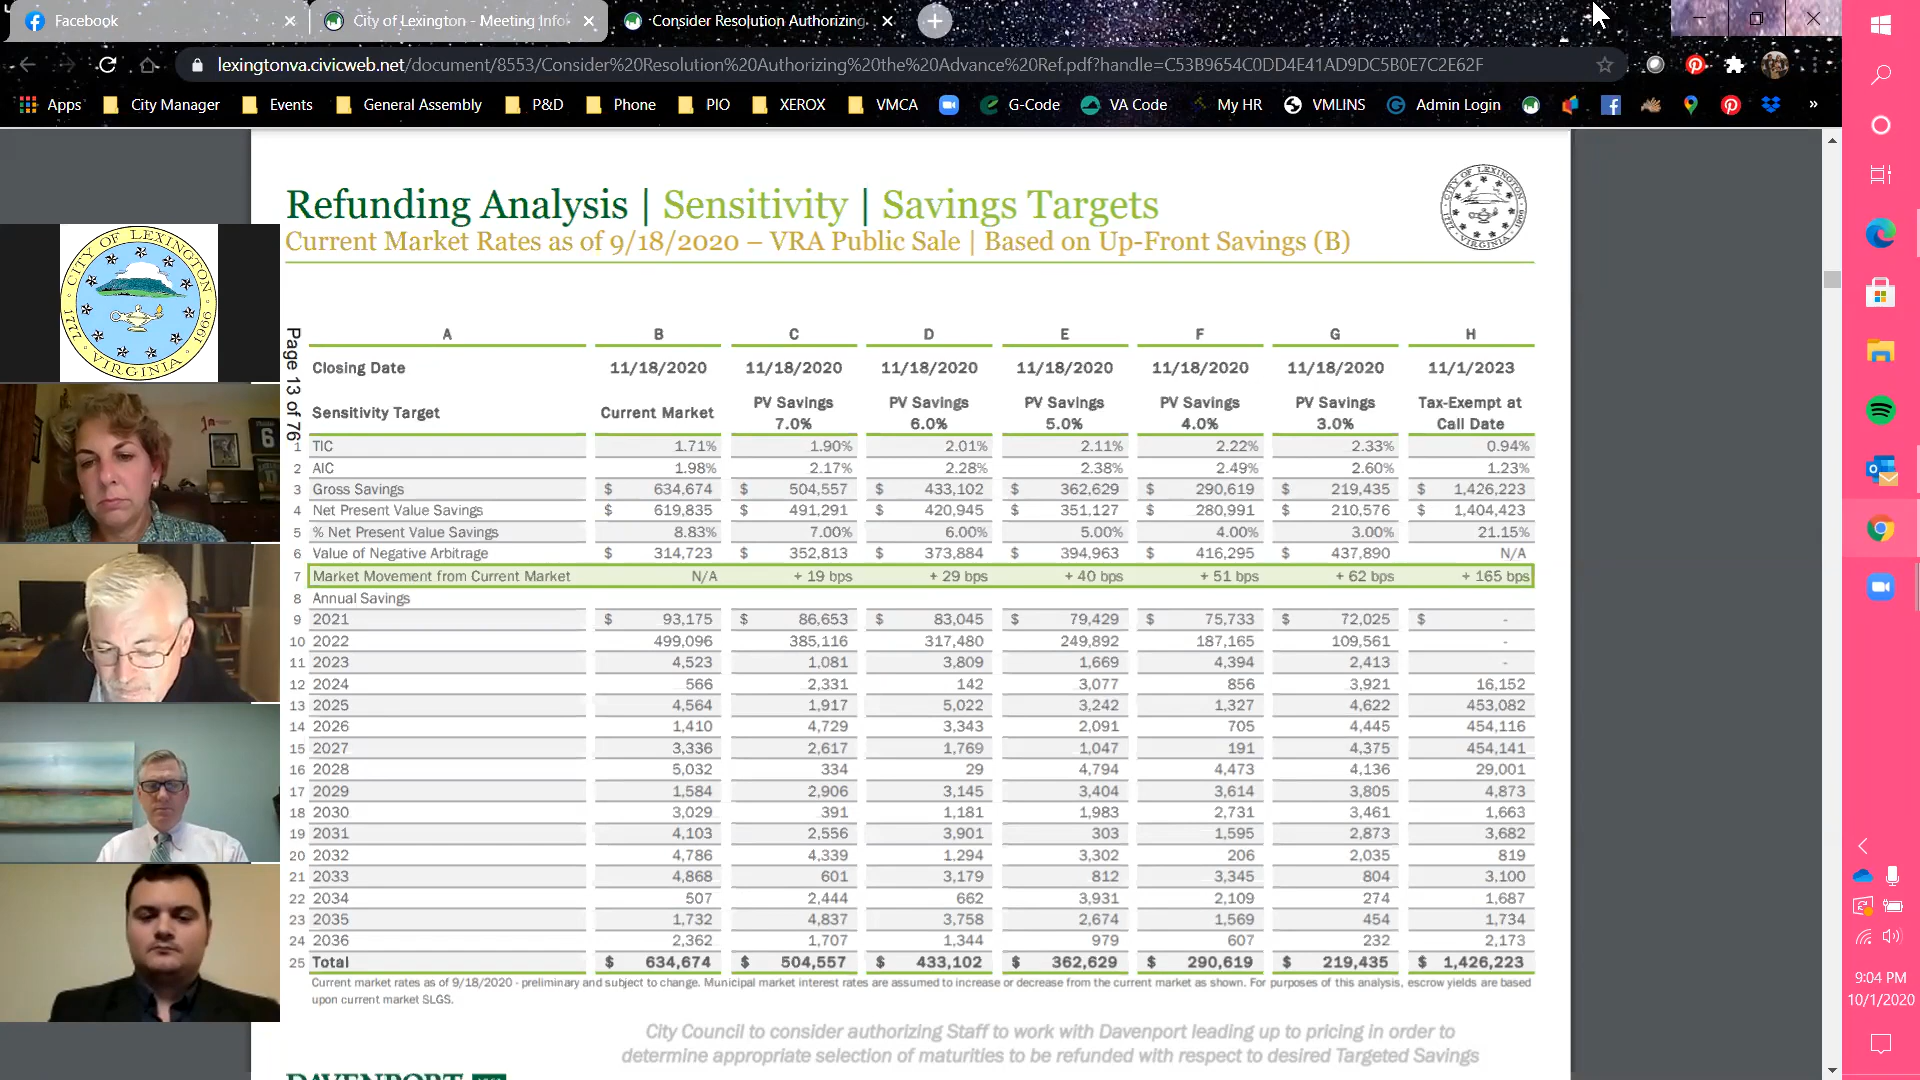 Facebook
City of Lexington - Meeting Info
Consider Resolution Authorizing
lexingtonva.civicweb.net/document/8553/Consider%20Resolution%20Authorizing%20the%20Advance%20Ref.pdf?handle=C53B9654C0DD4E41AD9DC5B0E7C2E62F
Apps City Manager Events General Assembly P&D Phone PIO XEROX VMCA G-Code VA Code My HR VMLINS Admin Login »
Refunding Analysis | Sensitivity | Savings Targets
Current Market Rates as of 9/18/2020 – VRA Public Sale | Based on Up-Front Savings (B)
CITY OF LEXINGTON
VIRGINIA
1777 1966
CITY OF LEXINGTON
VIRGINIA
1777 1966
6
Page 13 of 76
A B C D E F G H
Closing Date 11/18/2020 11/18/2020 11/18/2020 11/18/2020 11/18/2020 11/18/2020 11/1/2023
Sensitivity Target Current Market PV Savings 7.0% PV Savings 6.0% PV Savings 5.0% PV Savings 4.0% PV Savings 3.0% Tax-Exempt at Call Date
1 TIC 1.71% 1.90% 2.01% 2.11% 2.22% 2.33% 0.94%
2 AIC 1.98% 2.17% 2.28% 2.38% 2.49% 2.60% 1.23%
3 Gross Savings $ 634,674 $ 504,557 $ 433,102 $ 362,629 $ 290,619 $ 219,435 $ 1,426,223
4 Net Present Value Savings $ 619,835 $ 491,291 $ 420,945 $ 351,127 $ 280,991 $ 210,576 $ 1,404,423
5 % Net Present Value Savings 8.83% 7.00% 6.00% 5.00% 4.00% 3.00% 21.15%
6 Value of Negative Arbitrage $ 314,723 $ 352,813 $ 373,884 $ 394,963 $ 416,295 $ 437,890 N/A
7 Market Movement from Current Market N/A + 19 bps + 29 bps + 40 bps + 51 bps + 62 bps + 165 bps
8 Annual Savings
9 2021 $ 93,175 $ 86,653 $ 83,045 $ 79,429 $ 75,733 $ 72,025 $ -
10 2022 499,096 385,116 317,480 249,892 187,165 109,561 -
11 2023 4,523 1,081 3,809 1,669 4,394 2,413 -
12 2024 566 2,331 142 3,077 856 3,921 16,152
13 2025 4,564 1,917 5,022 3,242 1,327 4,622 453,082
14 2026 1,410 4,729 3,343 2,091 705 4,445 454,116
15 2027 3,336 2,617 1,769 1,047 191 4,375 454,141
16 2028 5,032 334 29 4,794 4,473 4,136 29,001
17 2029 1,584 2,906 3,145 3,404 3,614 3,805 4,873
18 2030 3,029 391 1,181 1,983 2,731 3,461 1,663
19 2031 4,103 2,556 3,901 303 1,595 2,873 3,682
20 2032 4,786 4,339 1,294 3,302 206 2,035 819
21 2033 4,868 601 3,179 812 3,345 804 3,100
22 2034 507 2,444 662 3,931 2,109 274 1,687
23 2035 1,732 4,837 3,758 2,674 1,569 454 1,734
24 2036 2,362 1,707 1,344 979 607 232 2,173
25 Total $ 634,674 $ 504,557 $ 433,102 $ 362,629 $ 290,619 $ 219,435 $ 1,426,223
Current market rates as of 9/18/2020 - preliminary and subject to change. Municipal market interest rates are assumed to increase or decrease from the current market as shown. For purposes of this analysis, escrow yields are based
upon current market SLGS.
City Council to consider authorizing Staff to work with Davenport leading up to pricing in order to
determine appropriate selection of maturities to be refunded with respect to desired Targeted Savings
DAVENPORT
9:04 PM
10/1/2020